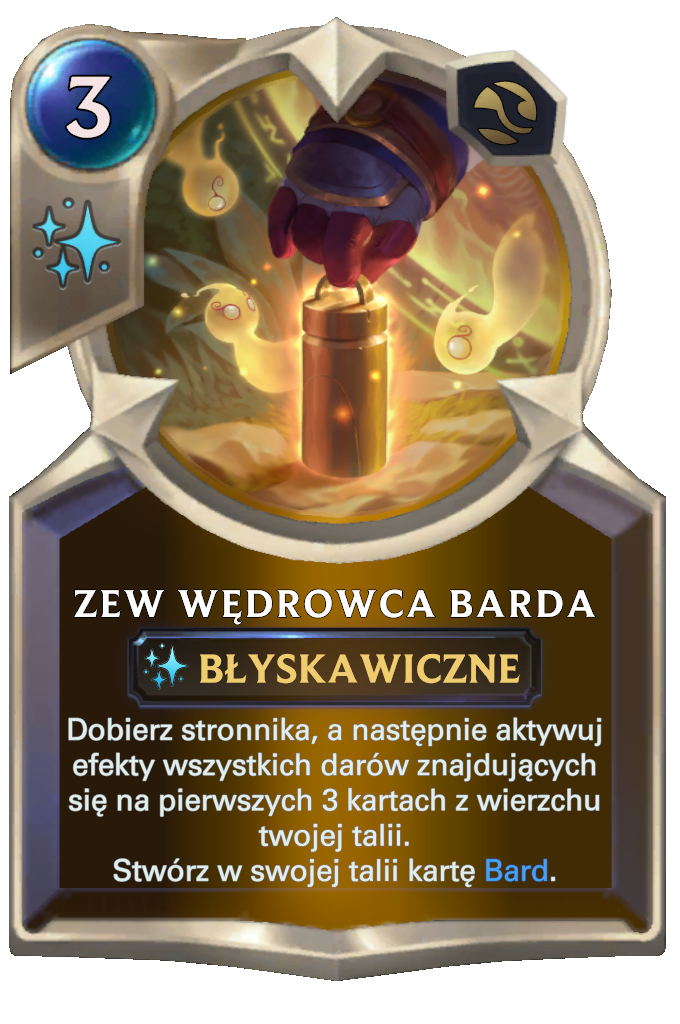 3
ZEW WĘDROWCA BARDA
BŁYSKAWICZNE
Dobierz stronnika, a następnie aktywuj
efekty wszystkich darów znajdujących
się na pierwszych 3 kartach z wierzchu
twojej talii.
Stwórz w swojej talii kartę Bard.